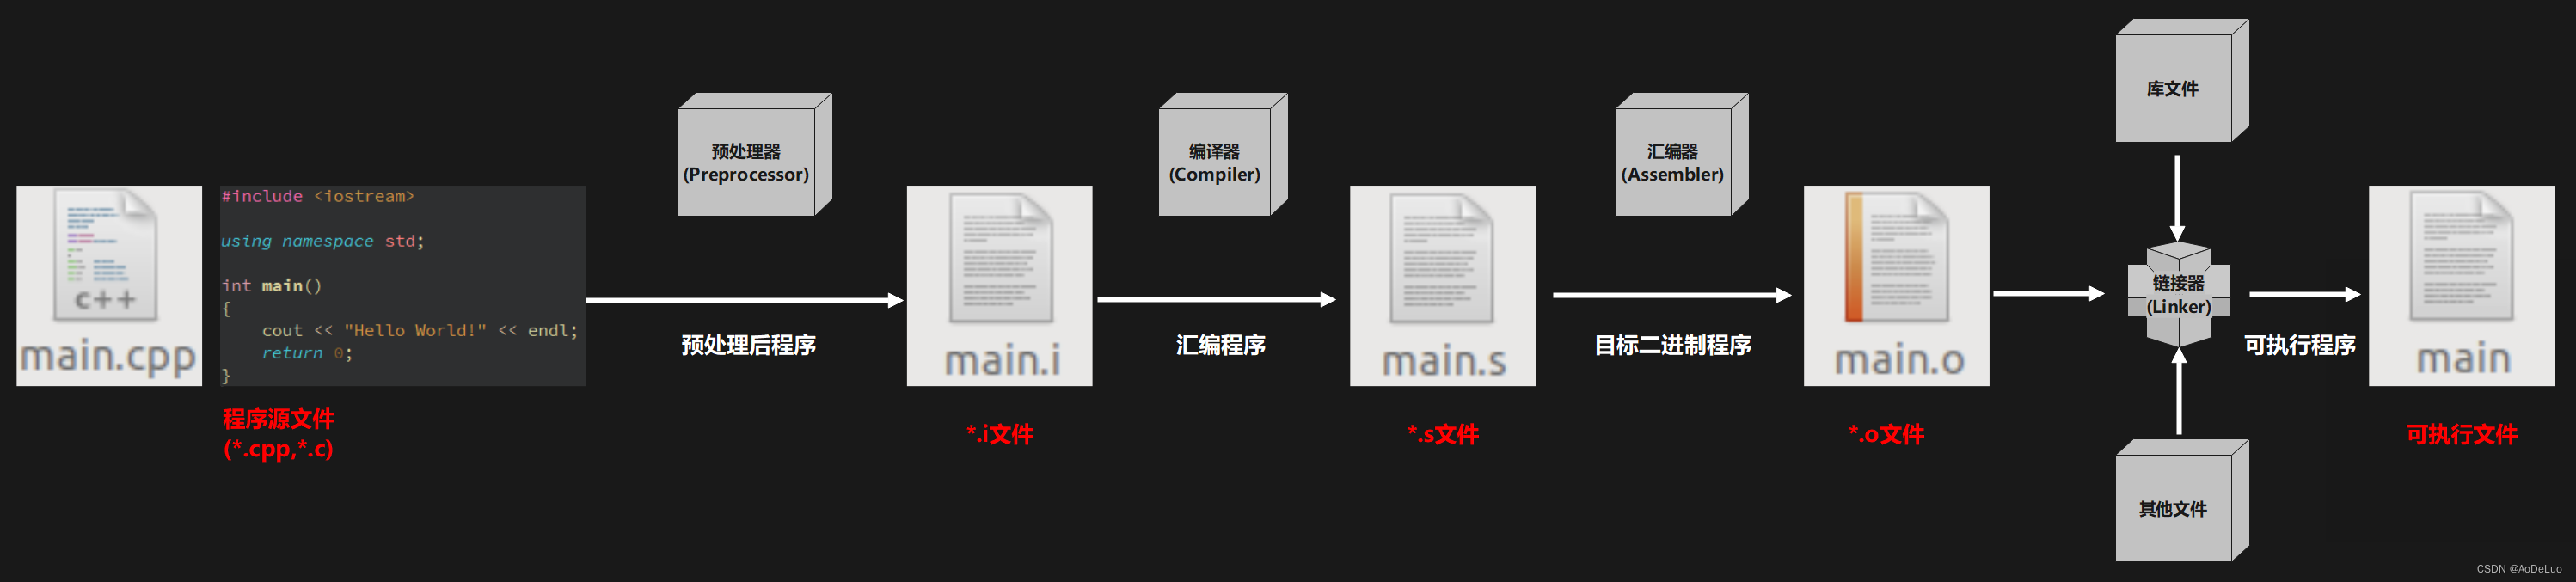 main.cpp
#include <iostream>
using namespace std;
int main()
{
cout << "Hello World!" << endl;
return 0;
}
程序源文件
(*.cpp,*.c)
预处理器
(Preprocessor)
预处理后程序
main.i
*.i文件
编译器
(Compiler)
汇编程序
main.s
*.s文件
汇编器
(Assembler)
目标二进制程序
main.o
*.o文件
库文件
链接器
(Linker)
其他文件
可执行程序
main
可执行文件
CSDN @AoDeLuo